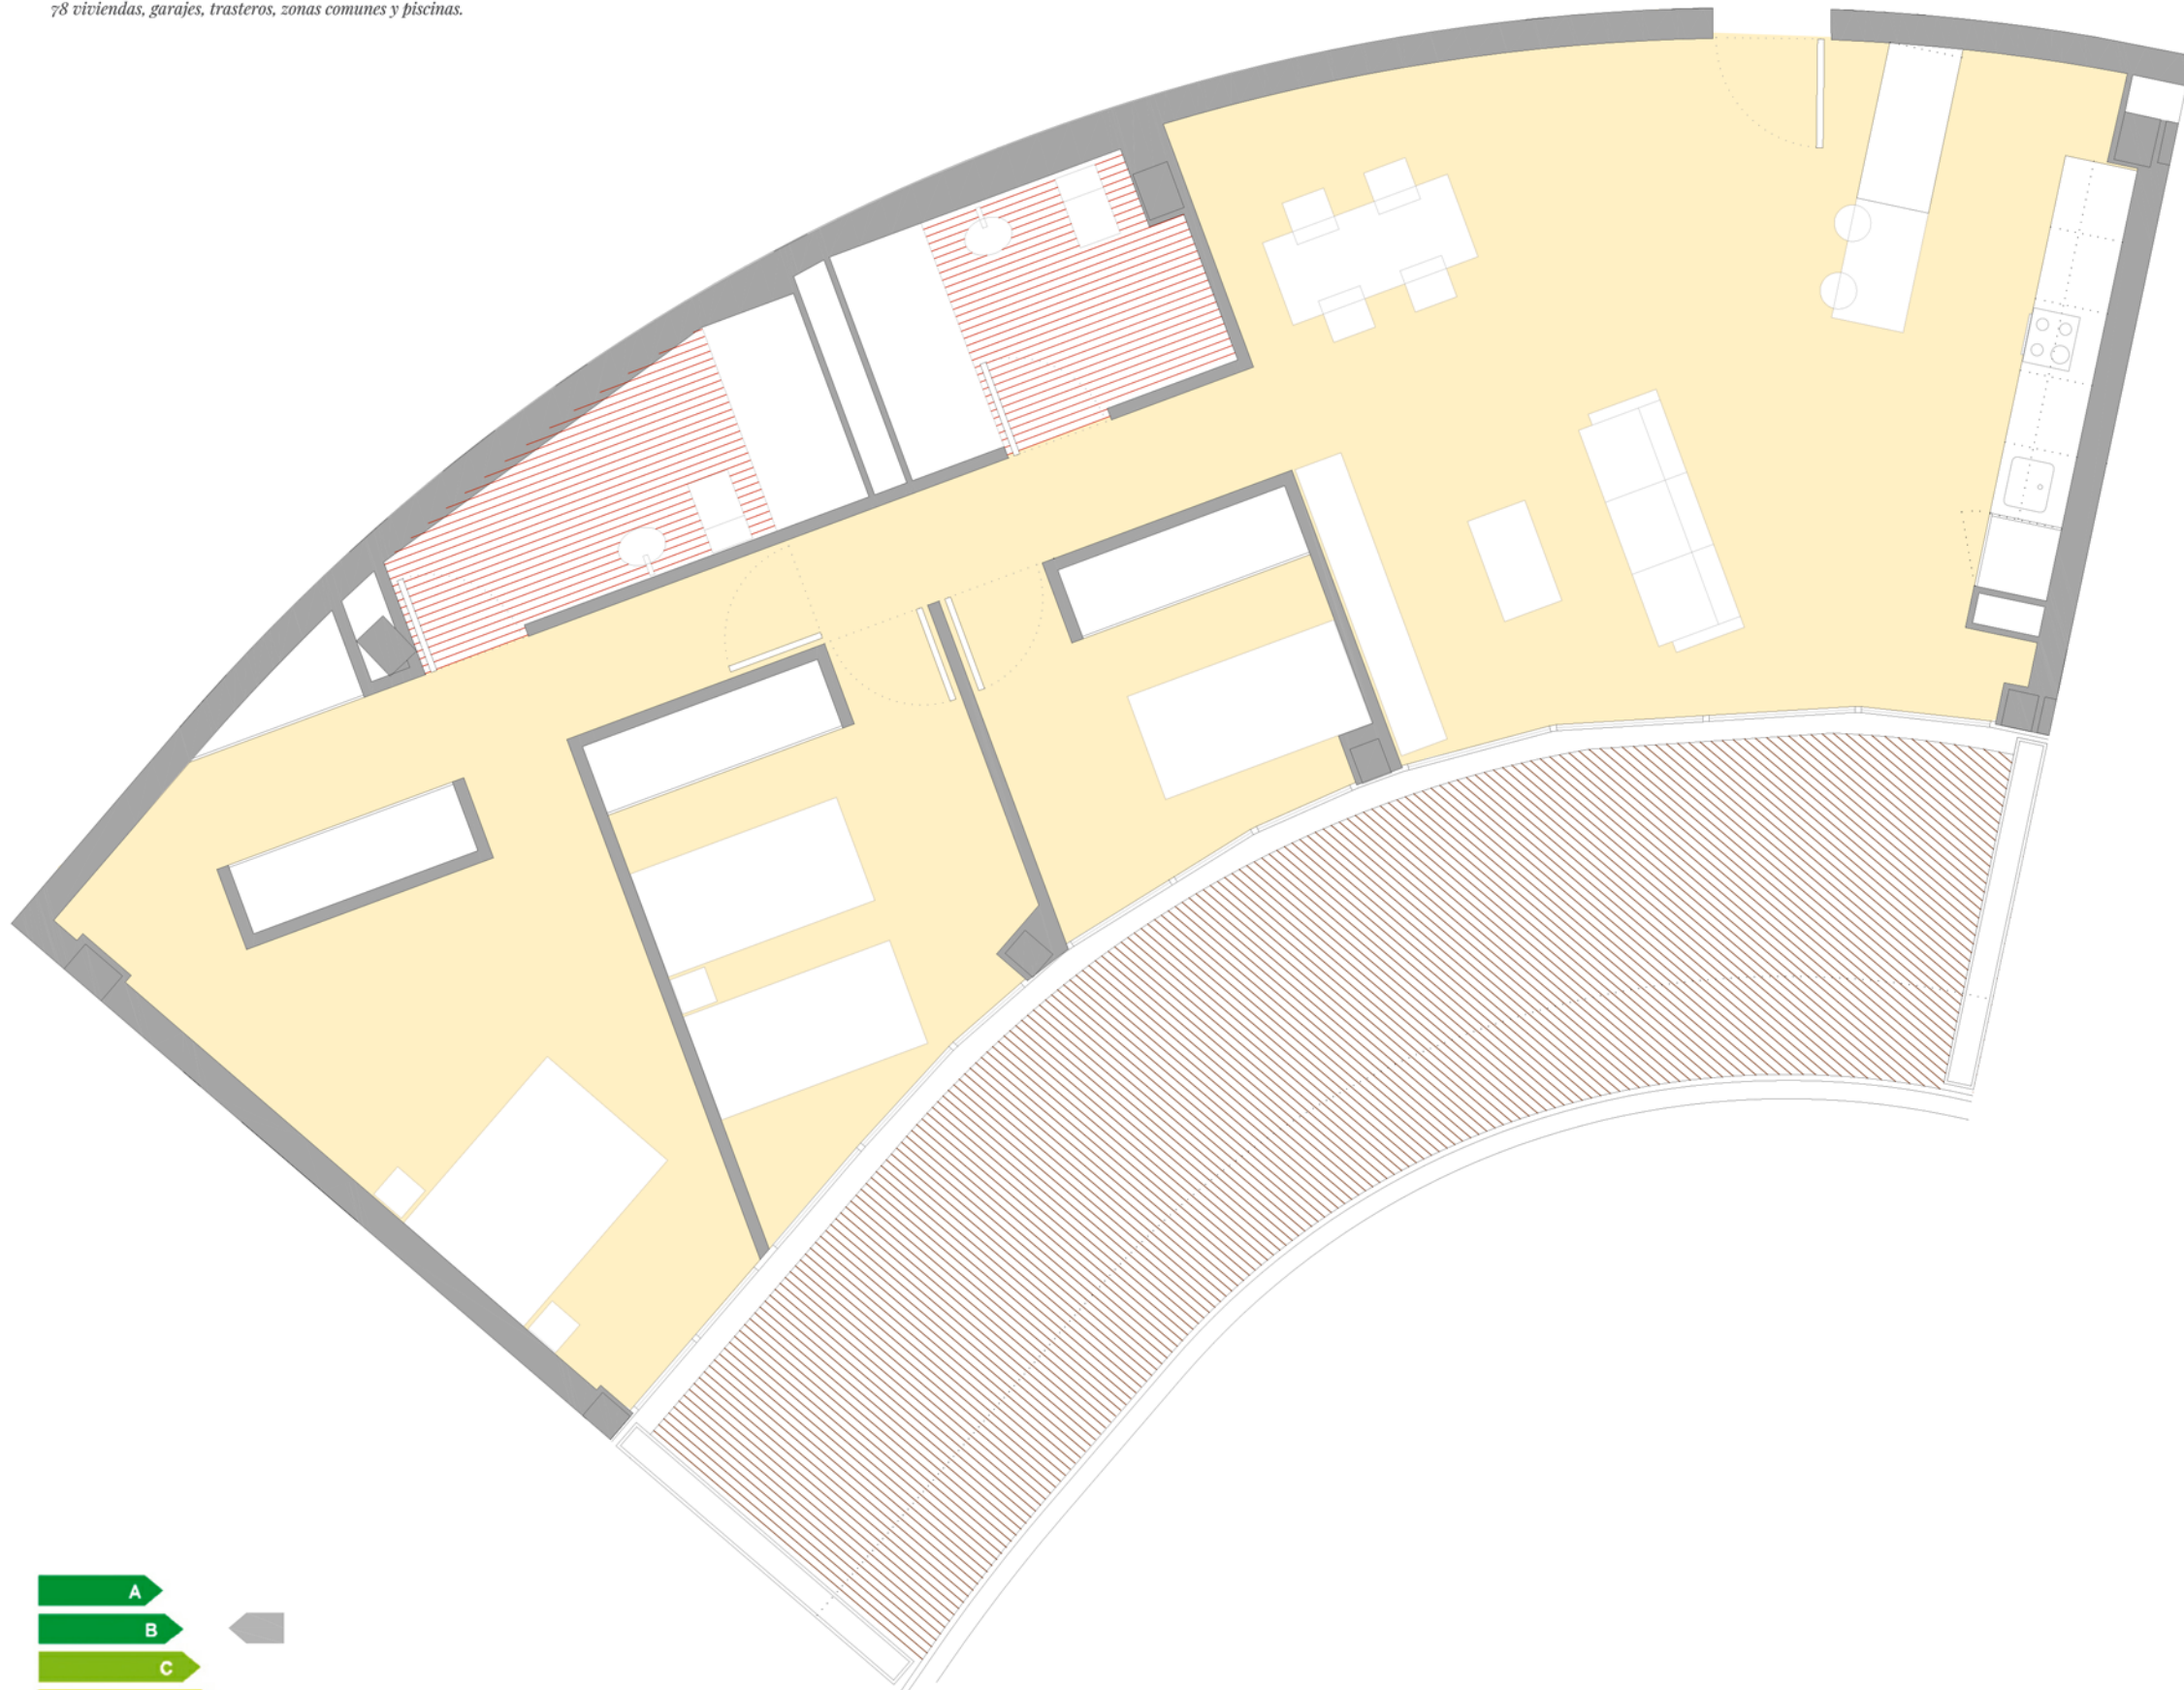 78 viviendas, garajes, trasteros, zonas comunes y piscinas.
A
B
C